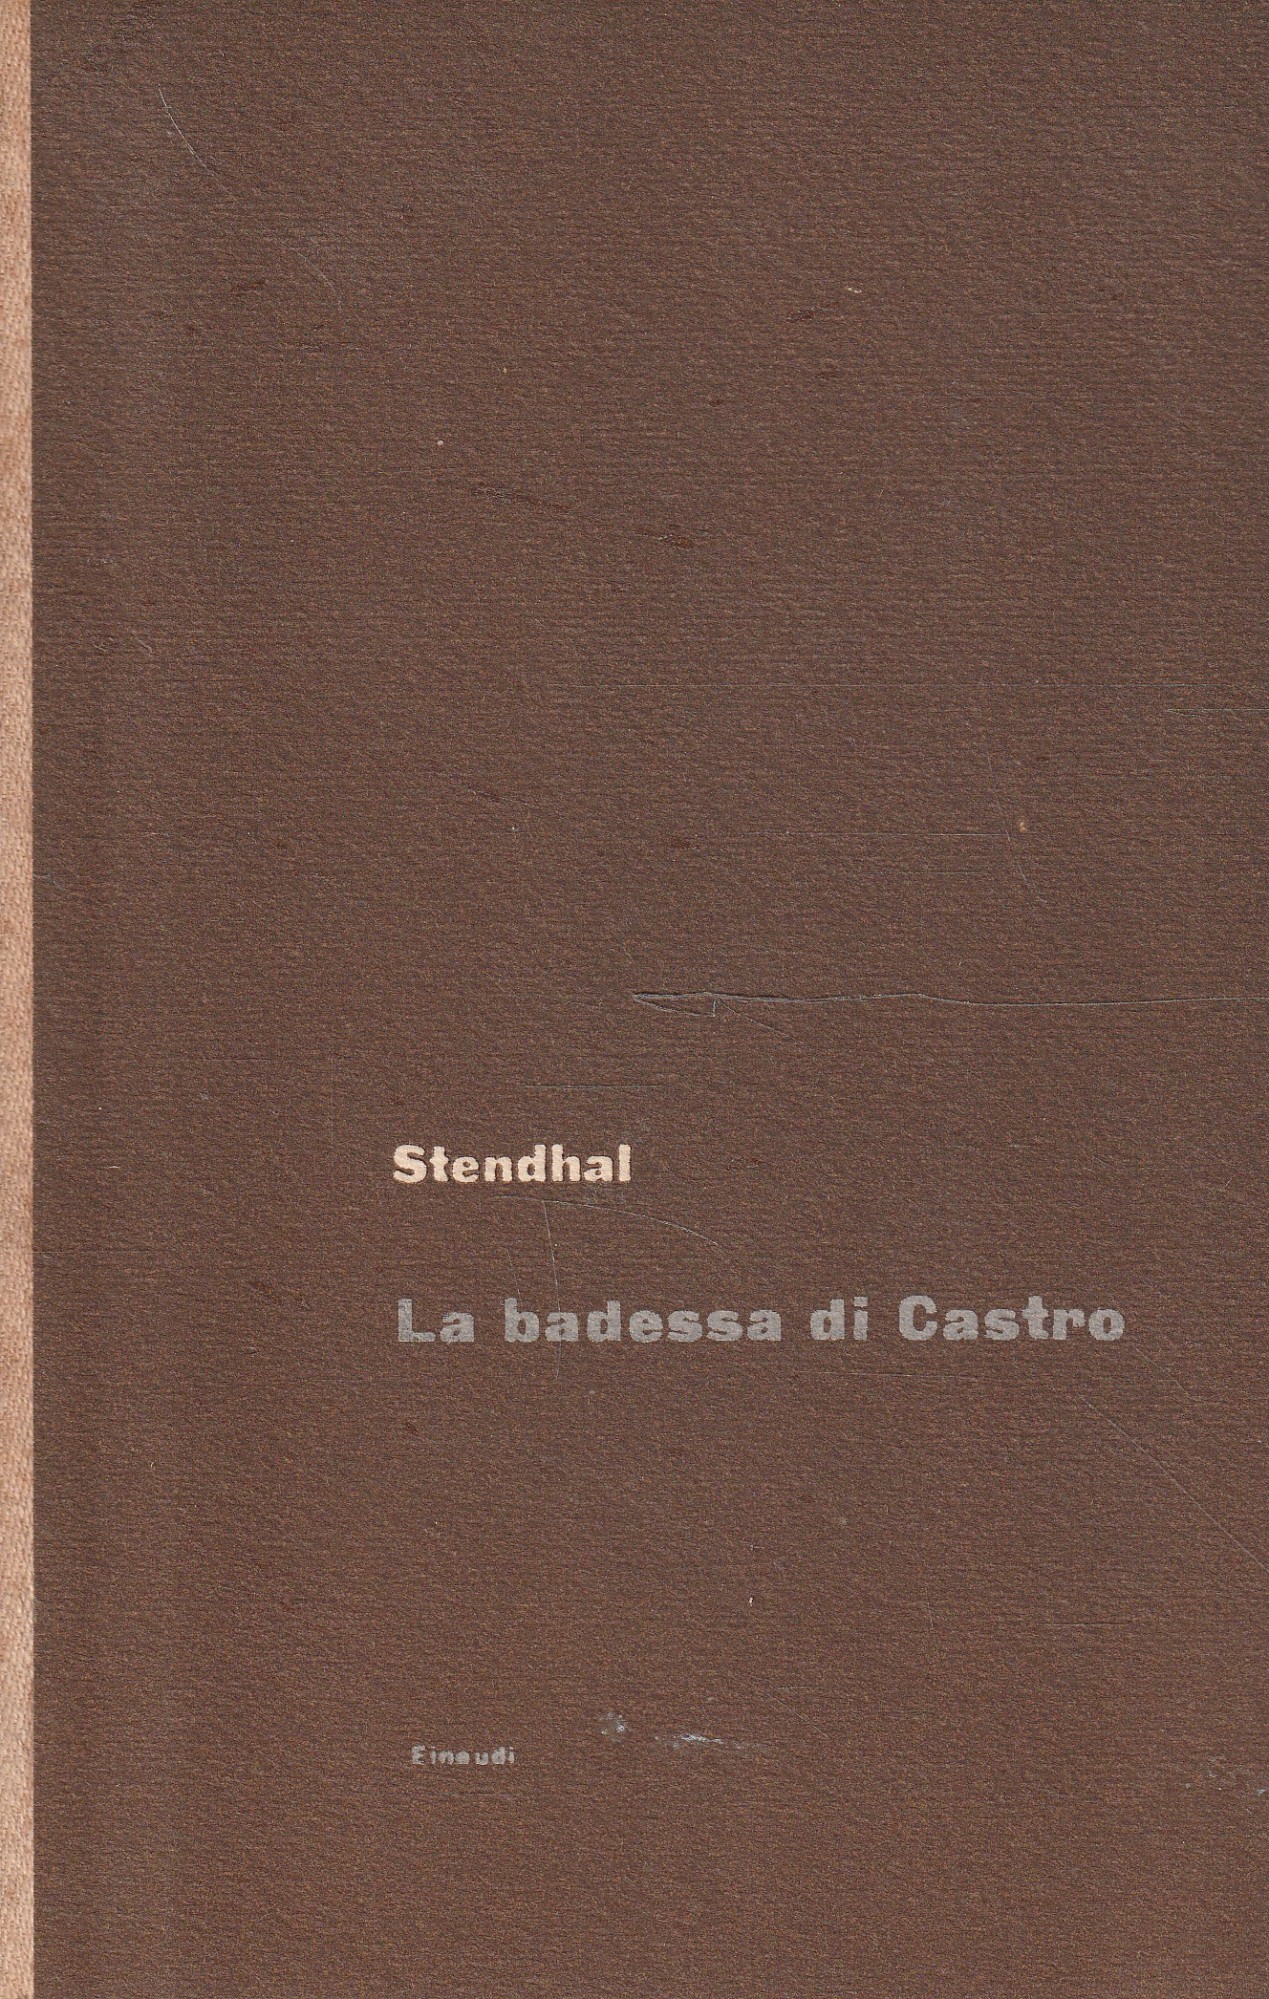 Stendhal
La badessa di Castro
Einaudi